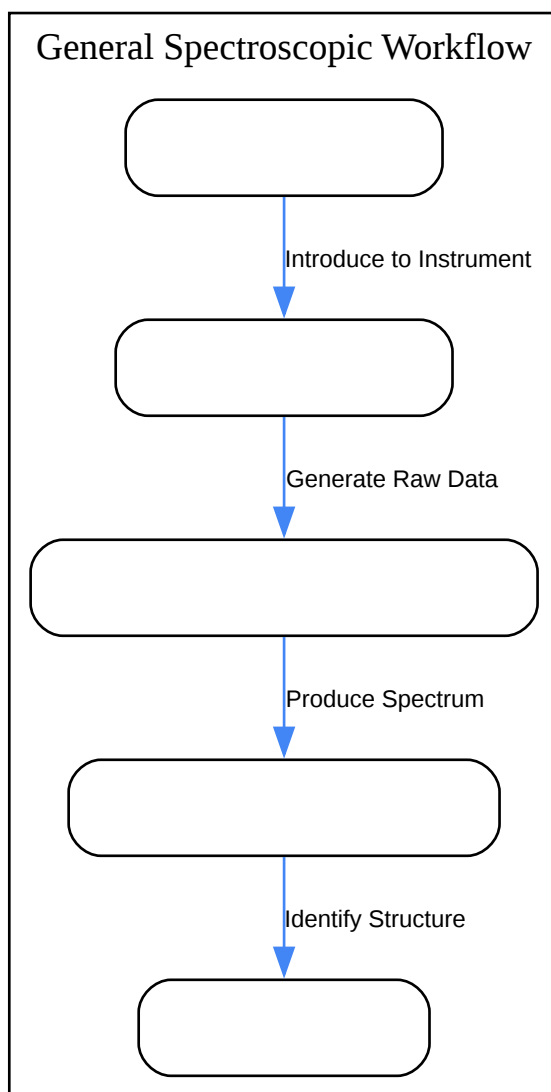 General Spectroscopic Workflow
Introduce to Instrument
Generate Raw Data
Produce Spectrum
Identify Structure